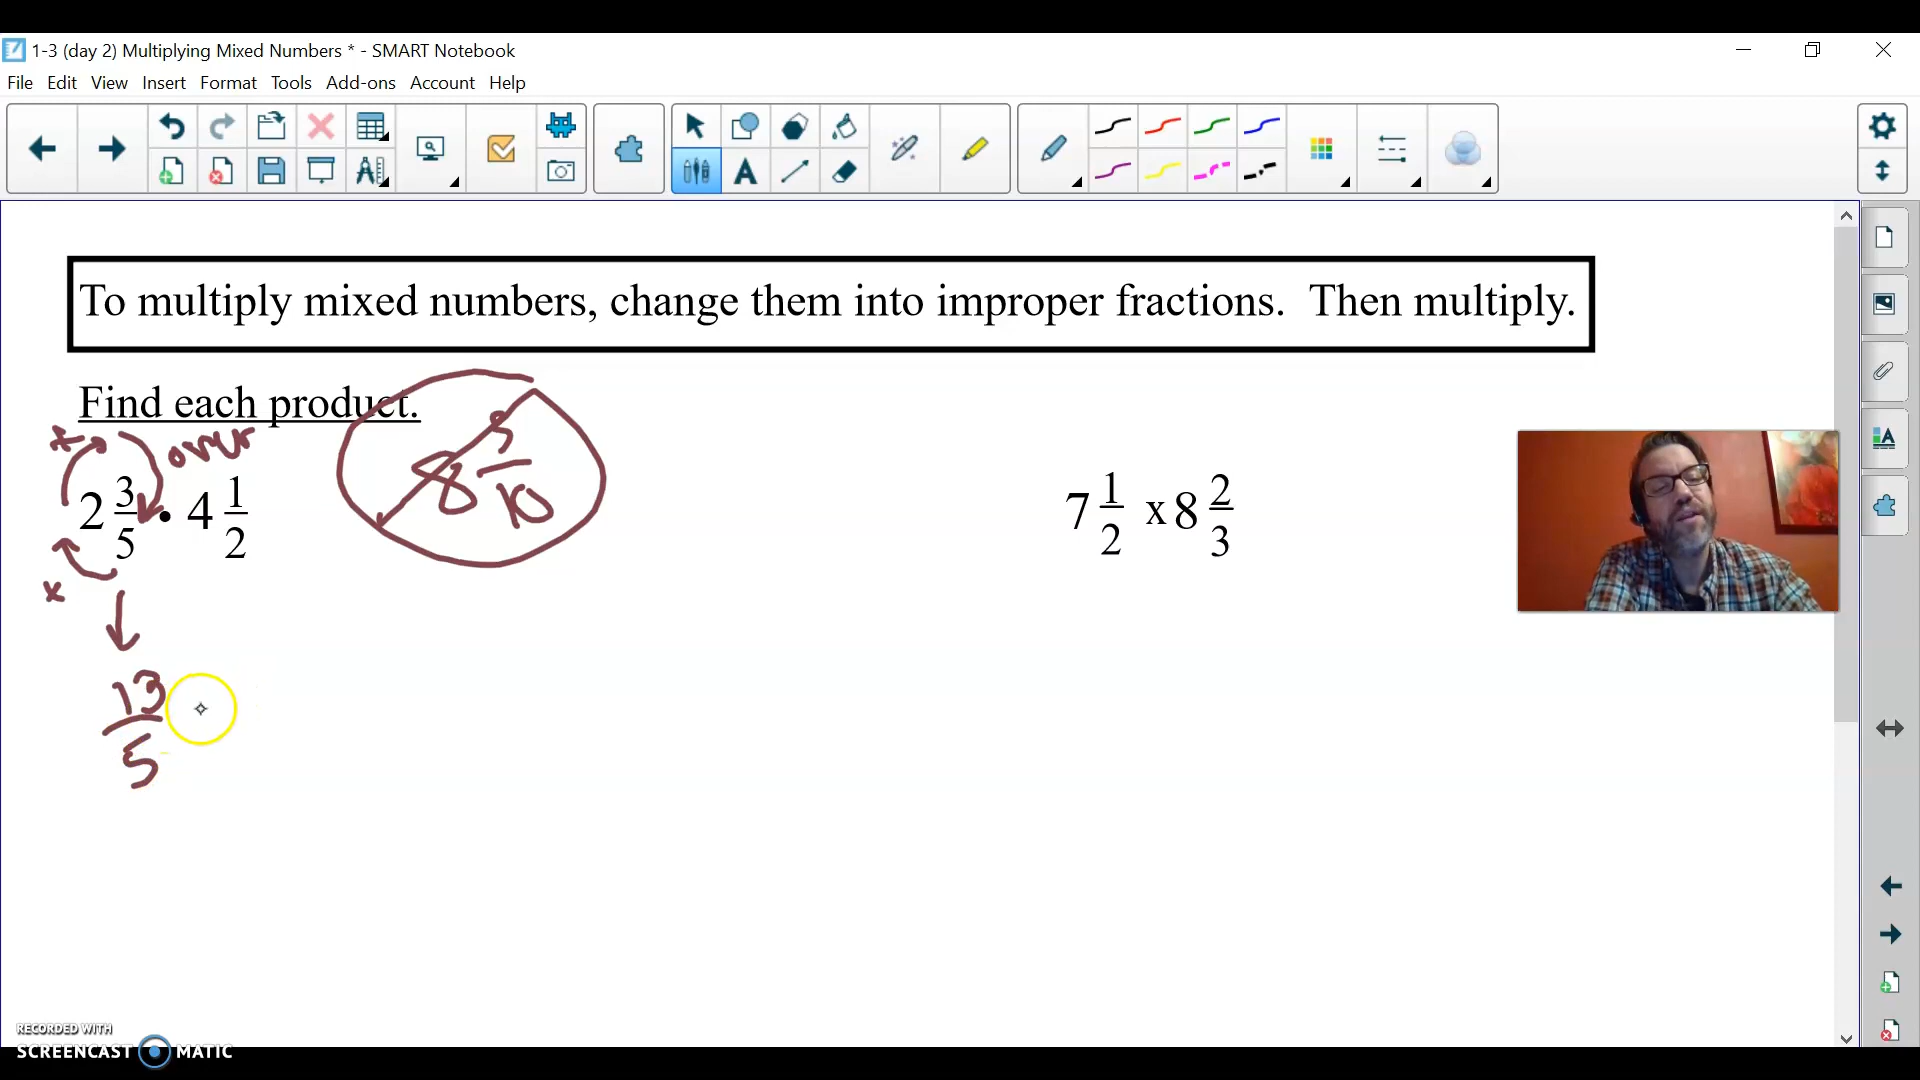 1-3 (day 2) Multiplying Mixed Numbers * - SMART Notebook
File Edit View Insert Format Tools Add-ons Account Help
To multiply mixed numbers, change them into improper fractions. Then multiply.
Find each product.
+ over
2 3/5 • 4 1/2
8 3/10
7 1/2 x 8 2/3
x
13/5
RECORDED WITH
SCREENCAST MATIC